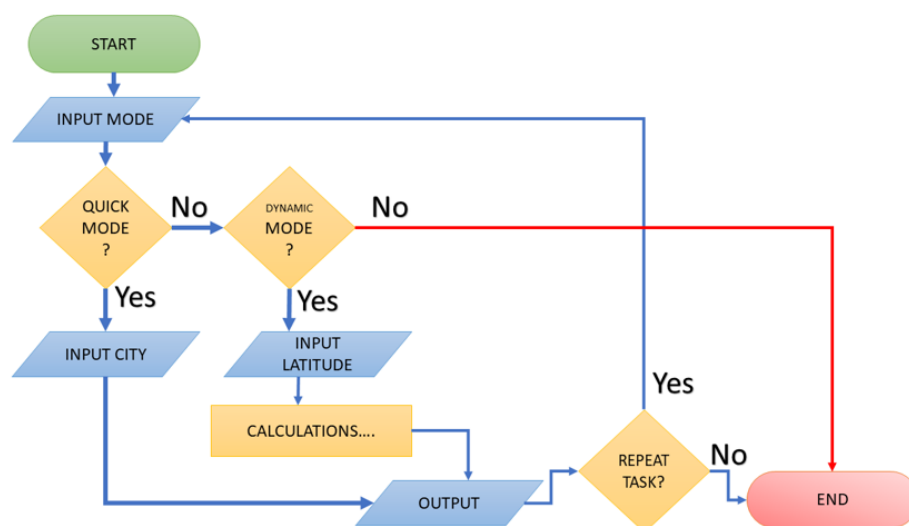 START
INPUT MODE
QUICK
MODE
?
No
DYNAMIC
MODE
?
No
Yes
Yes
INPUT CITY
INPUT
LATITUDE
CALCULATIONS....
OUTPUT
Yes
REPEAT
TASK?
No
END